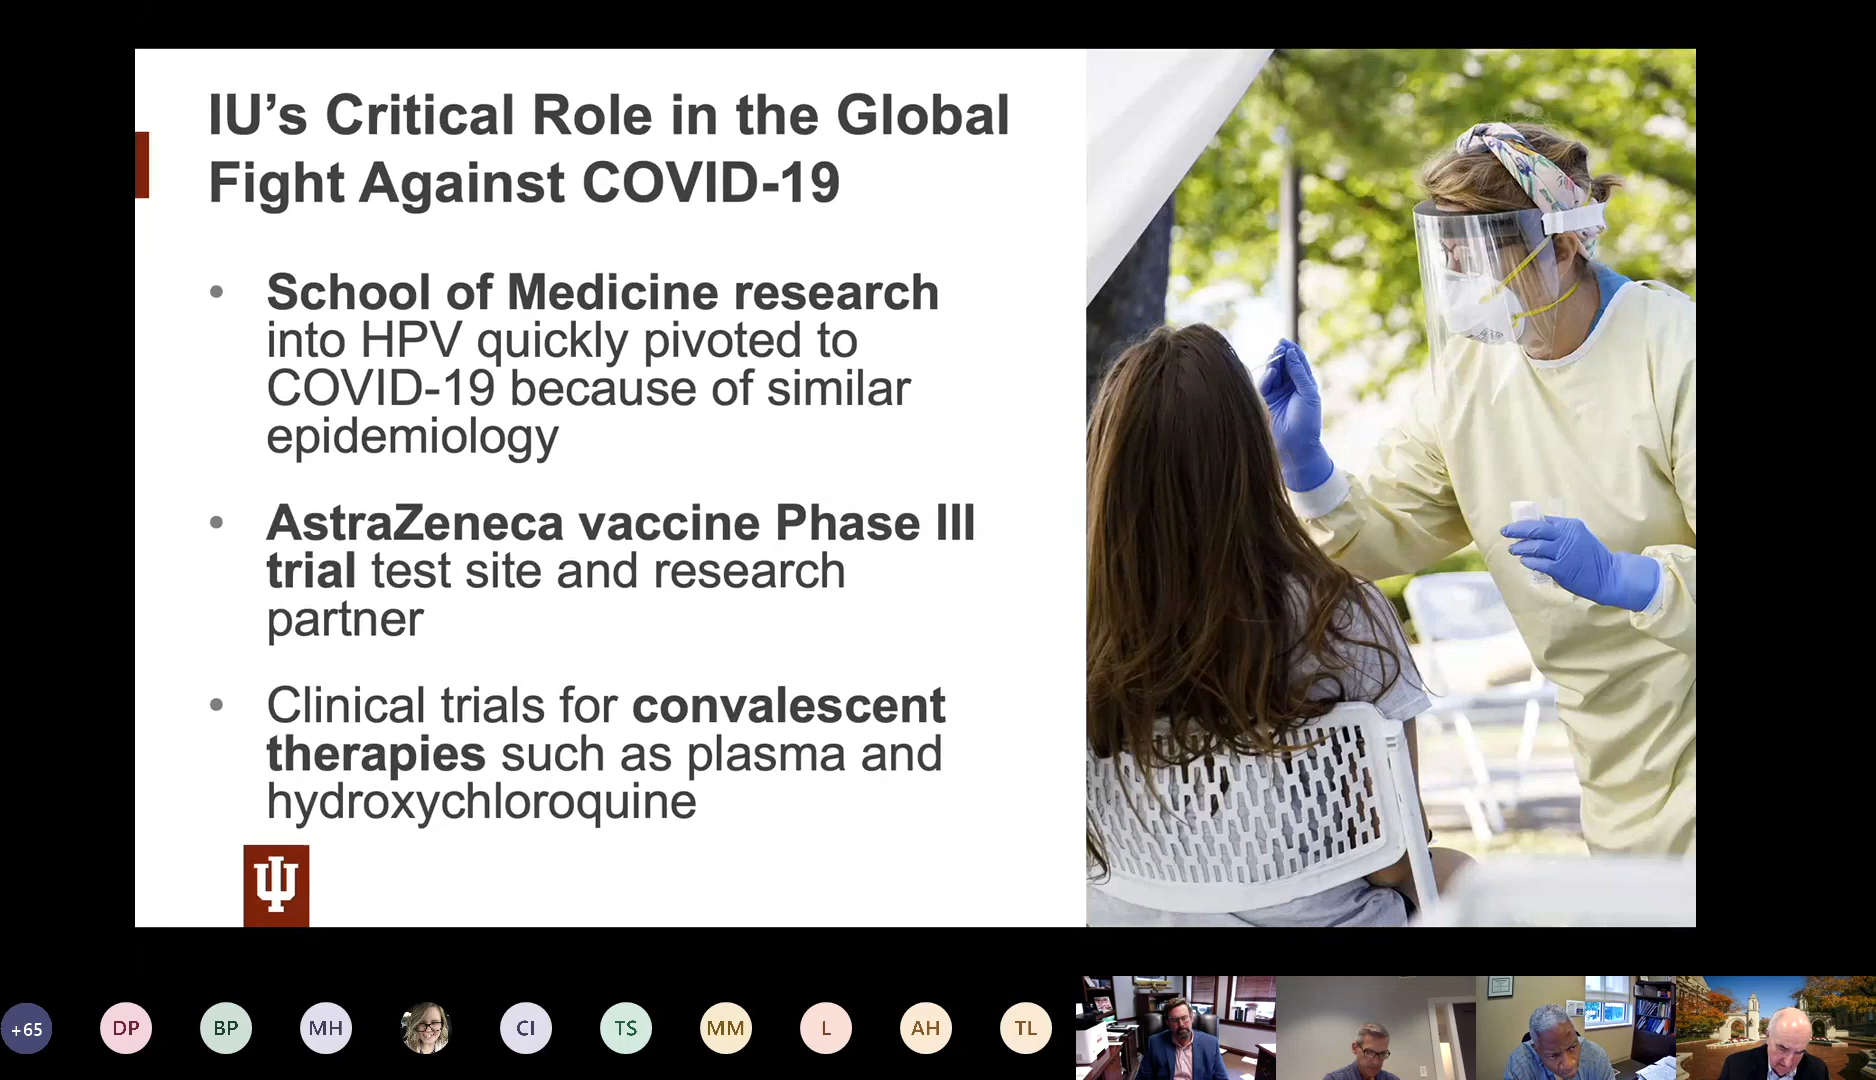 IU’s Critical Role in the Global
Fight Against COVID-19
• School of Medicine research
into HPV quickly pivoted to
COVID-19 because of similar
epidemiology
• AstraZeneca vaccine Phase III
trial test site and research
partner
• Clinical trials for convalescent
therapies such as plasma and
hydroxychloroquine
+65 DP BP MH CI TS MM L AH TL